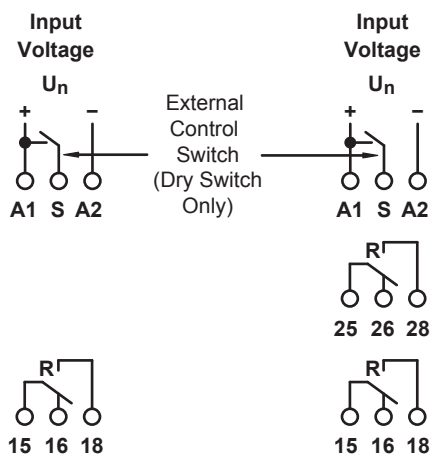 Input
Voltage
Un
+ −
A1 S A2
External
Control
Switch
(Dry Switch
Only)
Input
Voltage
Un
+ −
A1 S A2
R
25 26 28
R
15 16 18
R
15 16 18